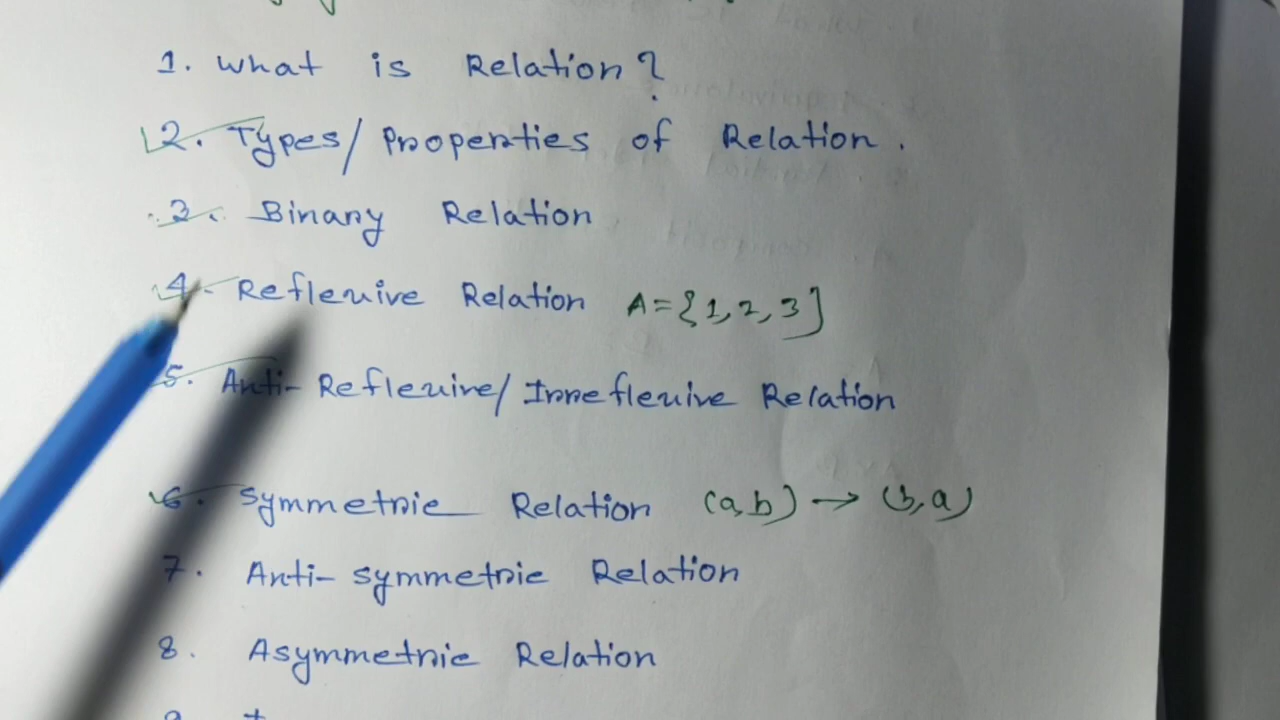 1. What is Relation?
2. Types/Properties of Relation.
3. Binary Relation
4. Reflexive Relation A={1,2,3}
5. Anti-Reflexive/Irreflexive Relation
6. Symmetric Relation (a,b) → (b,a)
7. Anti-symmetric Relation
8. Asymmetric Relation